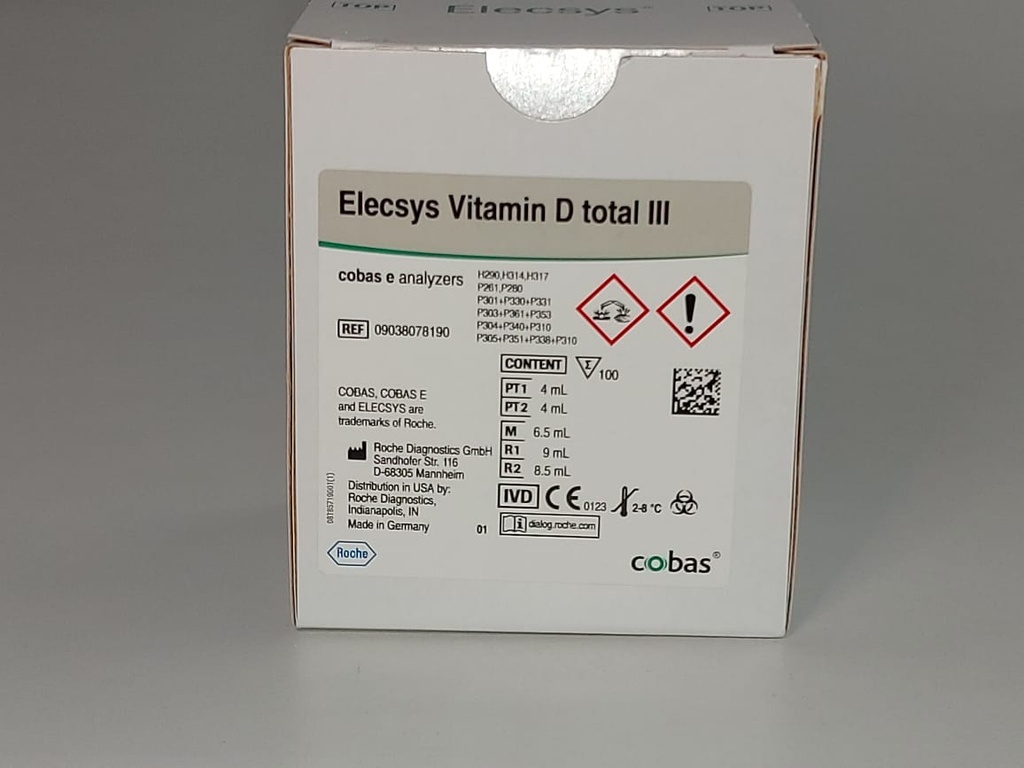 TOP Elecsys® TOP
Elecsys Vitamin D total III
cobas e analyzers
H290,H314,H317
P261,P280
P301+P330+P331
P303+P361+P353
P304+P340+P310
P305+P351+P338+P310
REF 09038078190
CONTENT Σ 100
PT1 4 mL
PT2 4 mL
M 6.5 mL
R1 9 mL
R2 8.5 mL
COBAS, COBAS E
and ELECSYS are
trademarks of Roche.
Roche Diagnostics GmbH
Sandhofer Str. 116
D-68305 Mannheim
Distribution in USA by:
Roche Diagnostics,
Indianapolis, IN
Made in Germany
01
IVD CE 0123 2-8 °C
dialog.roche.com
Roche
cobas®